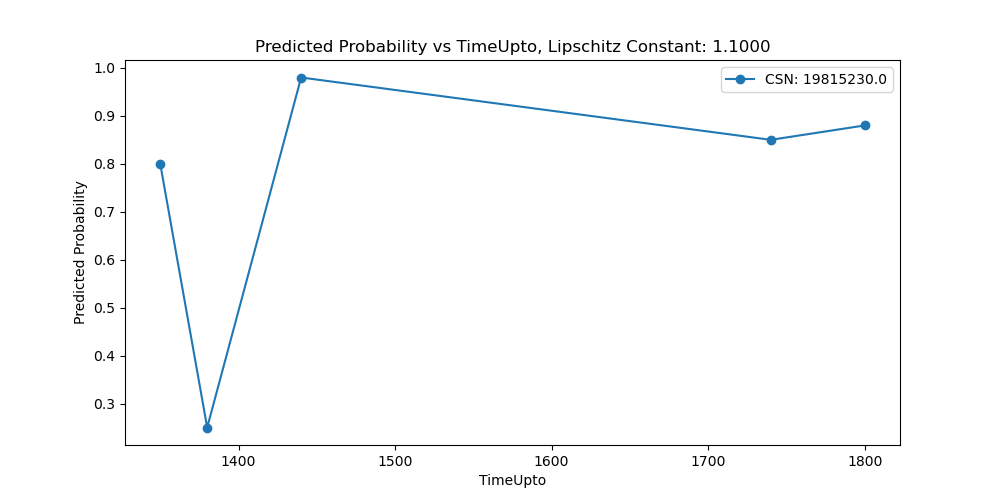 Predicted Probability vs TimeUpto, Lipschitz Constant: 1.1000
CSN: 19815230.0
Predicted Probability
1.0
0.9
0.8
0.7
0.6
0.5
0.4
0.3
1400 1500 1600 1700 1800
TimeUpto